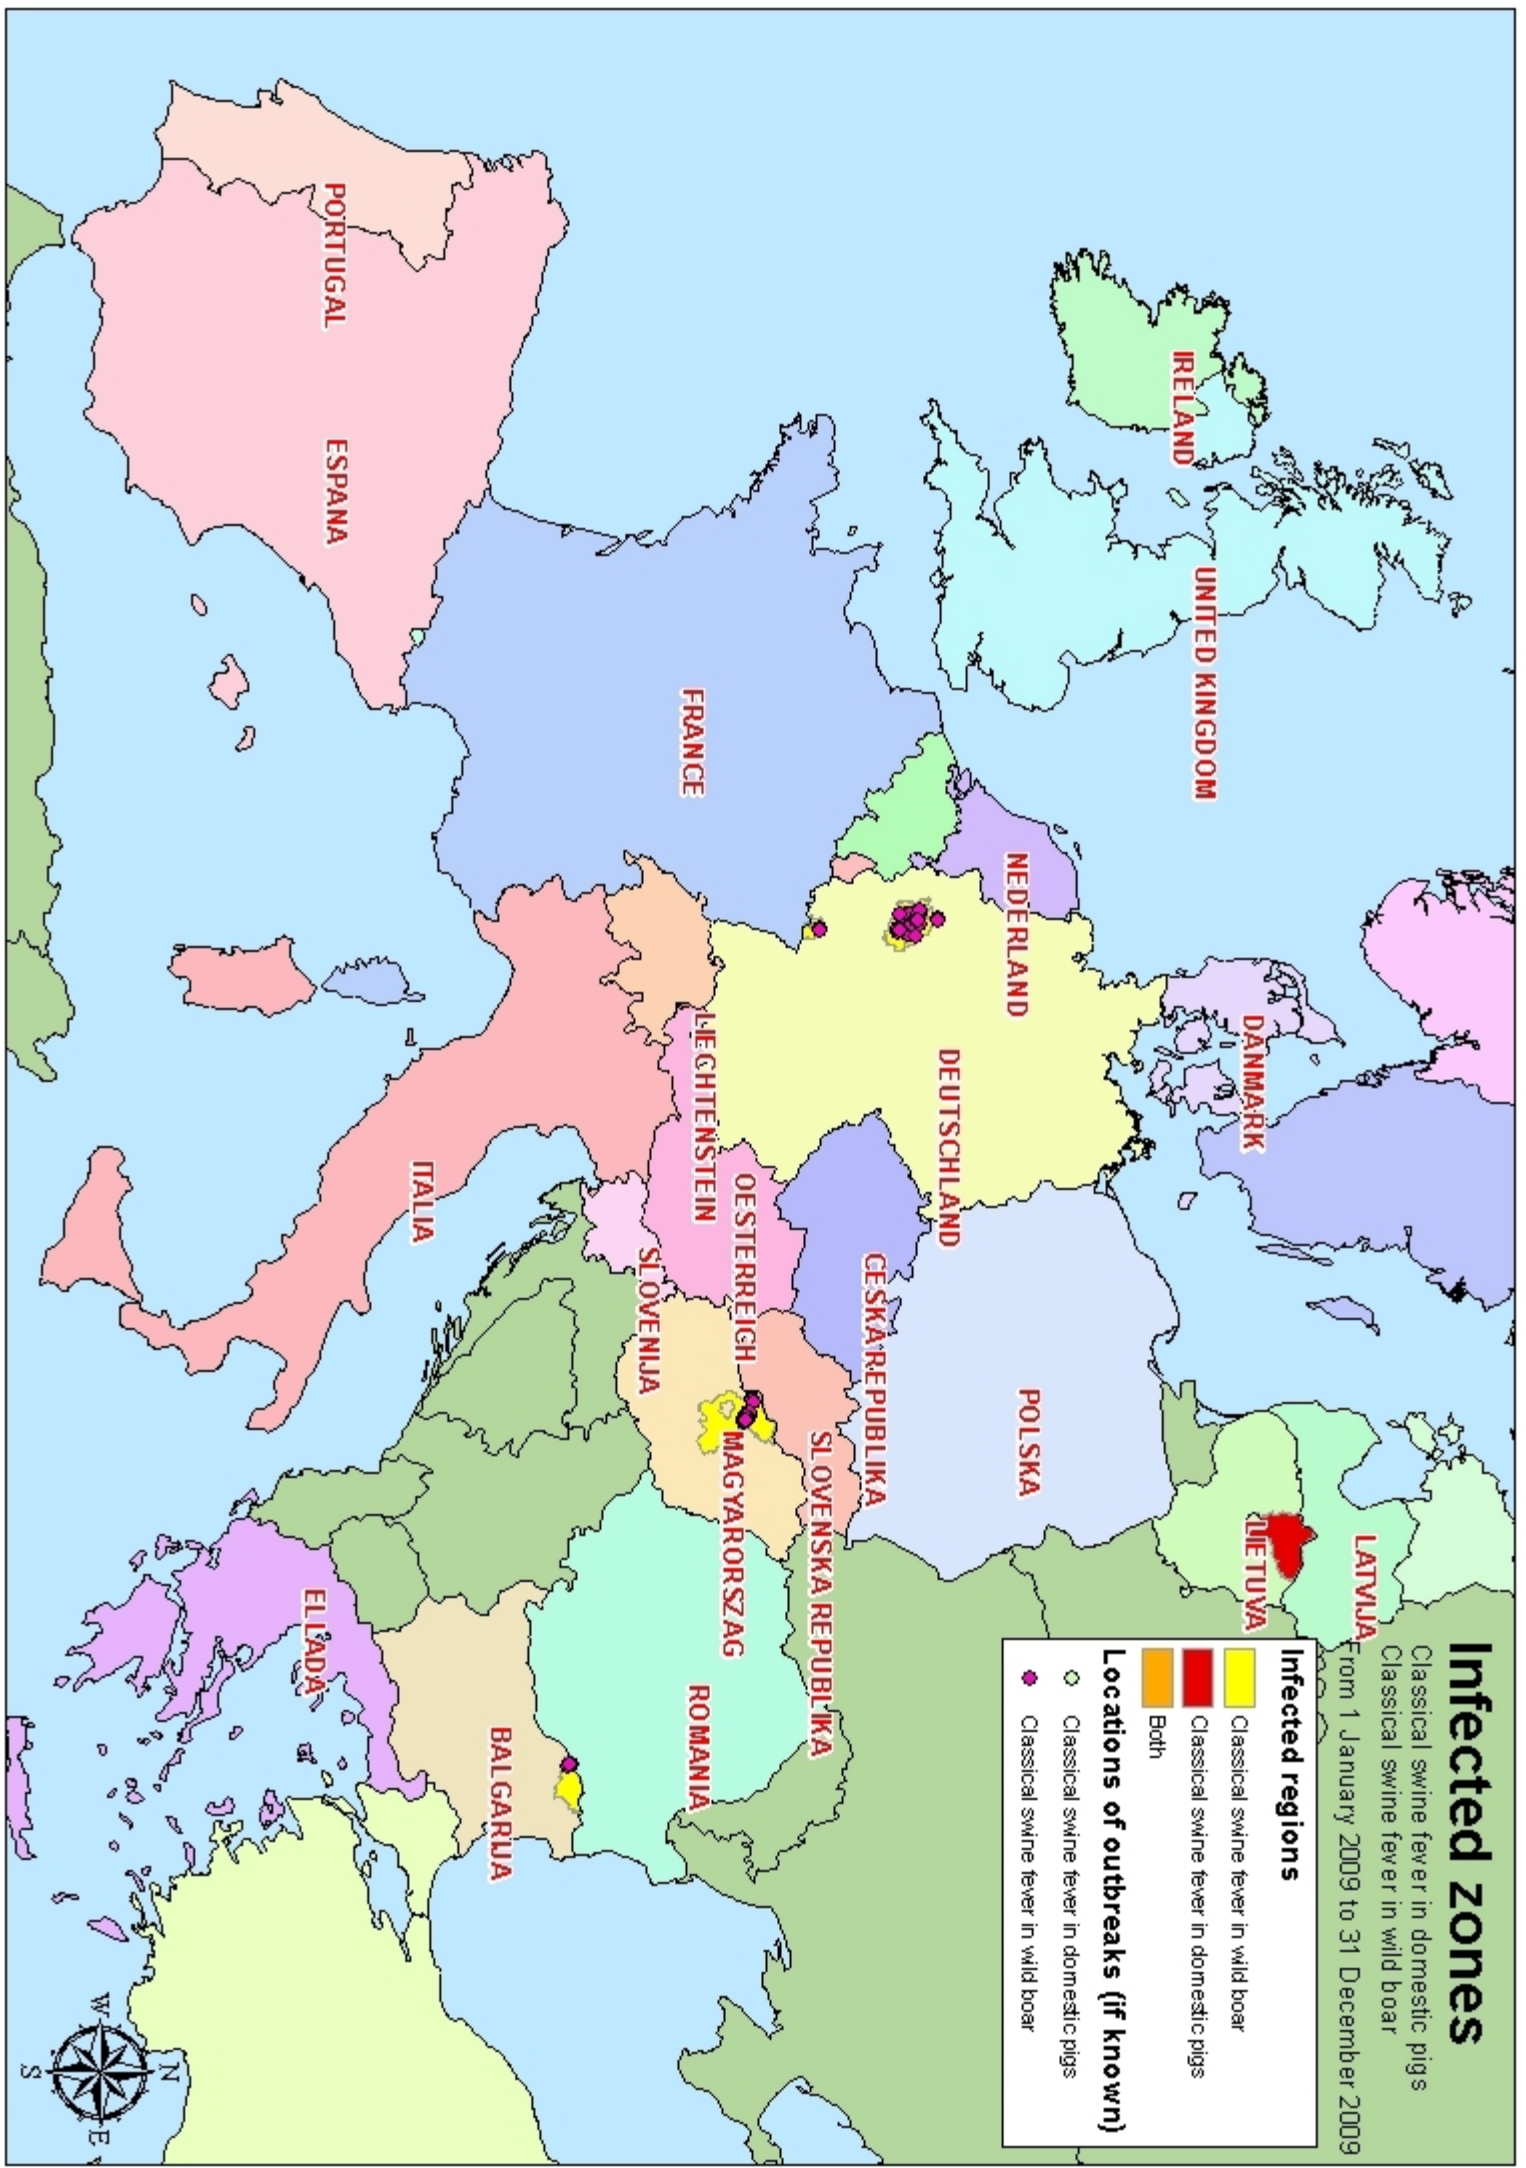 Infected zones
Classical swine fever in domestic pigs
Classical swine fever in wild boar
From 1 January 2009 to 31 December 2009
Infected regions
Classical swine fever in wild boar
Classical swine fever in domestic pigs
Both
Locations of outbreaks (if known)
Classical swine fever in domestic pigs
Classical swine fever in wild boar
LATVIJA
LIETUVA
DANMARK
IRELAND
UNITED KINGDOM
NEDERLAND
POLSKA
DEUTSCHLAND
CESKA REPUBLIKA
SLOVENSKA REPUBLIKA
OESTERREICH
MAGYARORSZAG
LIECHTENSTEIN
FRANCE
ROMANIA
SLOVENIJA
BALGARIJA
ITALIA
PORTUGAL
ESPANA
ELLADA
N
W
E
S